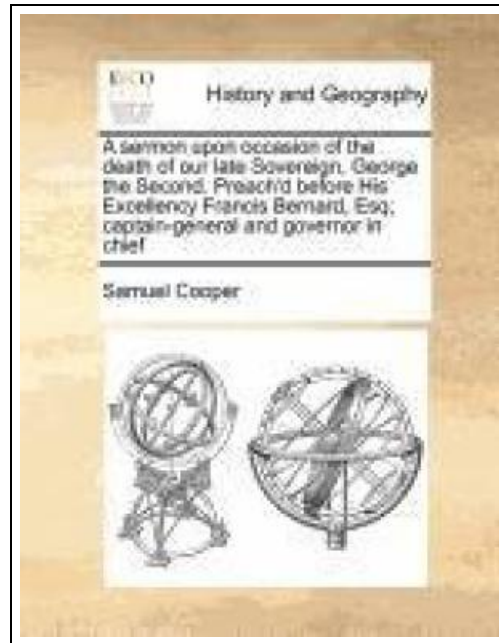 ECCO
History and Geography
A sermon upon occasion of the
death of our late Sovereign, George
the Second. Preach'd before His
Excellency Francis Bernard, Esq;
captain-general and governor in
chief
Samuel Cooper